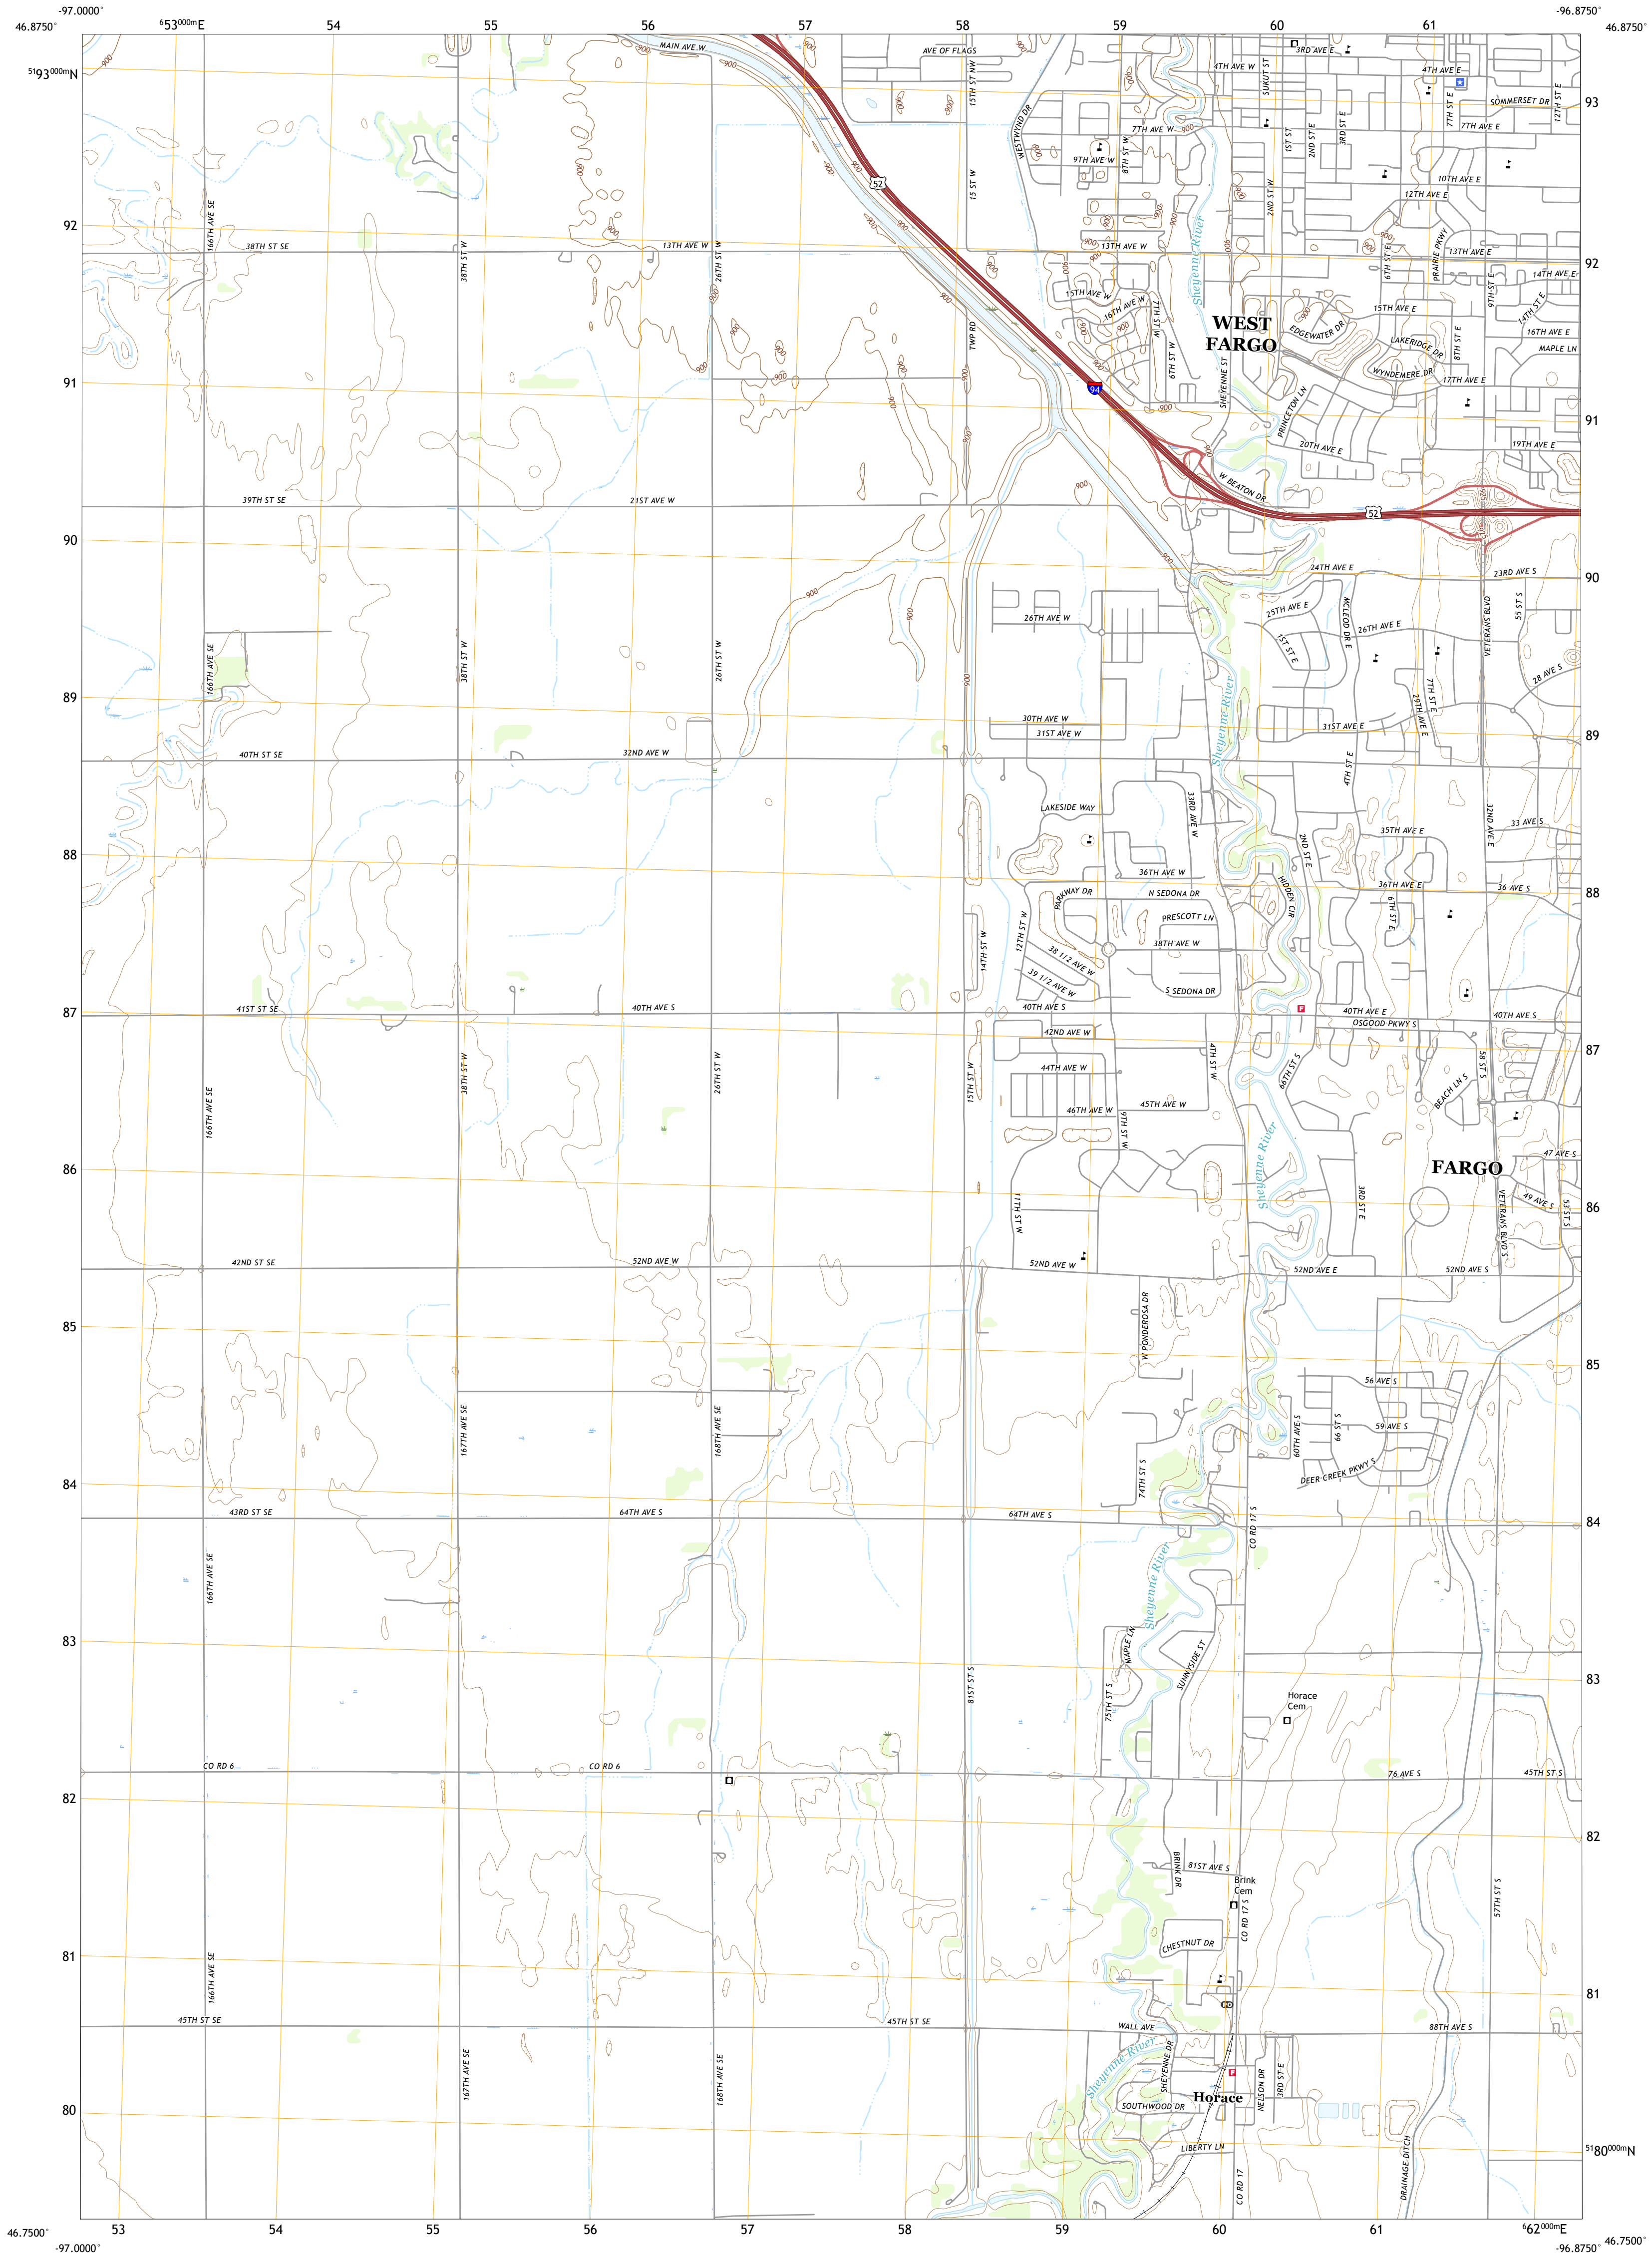 -97.0000°
-96.8750°
46.8750°
⁶53⁰⁰⁰ᵐE 54 55 56 57 58 59 60 61
46.8750°
MAIN AVE W
AVE OF FLAGS
3RD AVE E
4TH AVE W
4TH AVE E
SUKUT ST
15TH ST NW
⁵¹93⁰⁰⁰ᵐN
93
7TH ST E
SOMMERSET DR
12TH ST E
WESTWYND DR
7TH AVE W
7TH AVE E
1ST ST
2ND ST E
3RD ST E
8TH ST W
9TH AVE W
10TH AVE E
12TH AVE E
52
15 ST W
2ND ST W
92
166TH AVE SE
38TH ST SE
38TH ST W
13TH AVE W
26TH ST W
13TH AVE W
Sheyenne River
6TH ST E
PRAIRIE PKWY
13TH AVE E
92
14TH AVE E
9TH ST E
14TH ST E
15TH AVE W
16TH AVE W
7TH ST W
15TH AVE E
WEST
FARGO
EDGEWATER DR
LAKERIDGE DR
8TH ST E
16TH AVE E
MAPLE LN
TWP RD
6TH ST W
WYNDEMERE DR
17TH AVE E
91
94
SHEYENNE ST
PRINCETON LN
91
20TH AVE E
19TH AVE E
W BEATON DR
925
39TH ST SE
21ST AVE W
52
90
24TH AVE E
23RD AVE S
90
900
26TH AVE W
25TH AVE E
1ST ST E
MCLEOD DR E
26TH AVE E
VETERANS BLVD
55 ST S
166TH AVE SE
38TH ST W
26TH ST W
28 AVE S
89
Sheyenne River
7TH ST E
29TH AVE E
30TH AVE W
31ST AVE W
31ST AVE E
89
40TH ST SE
32ND AVE W
4TH ST E
LAKESIDE WAY
33RD AVE W
32ND AVE E
33 AVE S
35TH AVE E
2ND ST E
88
36TH AVE W
36TH AVE E
36 AVE S
88
PARKWAY DR
N SEDONA DR
HIDDEN CIR
6TH ST E
PRESCOTT LN
12TH ST W
14TH ST W
38TH AVE W
38 1/2 AVE W
39 1/2 AVE W
S SEDONA DR
87
41ST ST SE
40TH AVE S
40TH AVE S
F
40TH AVE E
OSGOOD PKWY S
40TH AVE S
42ND AVE W
87
166TH AVE SE
38TH ST W
26TH ST W
15TH ST W
44TH AVE W
4TH ST W
66TH ST S
58 ST S
BEACH LN S
46TH AVE W
45TH AVE W
9TH ST W
Sheyenne River
47 AVE S
86
FARGO
49 AVE S
53 ST S
11TH ST W
3RD ST E
VETERANS BLVD S
86
42ND ST SE
52ND AVE W
52ND AVE W
52ND AVE E
52ND AVE S
85
W PONDEROSA DR
85
56 AVE S
167TH AVE SE
168TH AVE SE
60TH AVE S
66 ST S
59 AVE S
DEER CREEK PKWY S
84
74TH ST S
43RD ST SE
64TH AVE S
64TH AVE S
CO RD 17 S
84
166TH AVE SE
Sheyenne River
83
MAPLE LN
SUNNYSIDE ST
83
81ST ST S
75TH ST S
Horace
Cem
CO RD 6
CO RD 6
76 AVE S
45TH ST S
82
82
BRINK DR
81ST AVE S
Brink
Cem
57TH ST S
CO RD 17 S
CHESTNUT DR
81
166TH AVE SE
PO
81
45TH ST SE
45TH ST SE
WALL AVE
88TH AVE S
167TH AVE SE
168TH AVE SE
Sheyenne River
SHEYENNE DR
F
NELSON DR
3RD ST E
Horace
SOUTHWOOD DR
80
LIBERTY LN
DRAINAGE DITCH
CO RD 17
⁵¹80⁰⁰⁰ᵐN
46.7500°
53 54 55 56 57 58 59 60 61 ⁶62⁰⁰⁰ᵐE
46.7500°
-97.0000°
-96.8750°